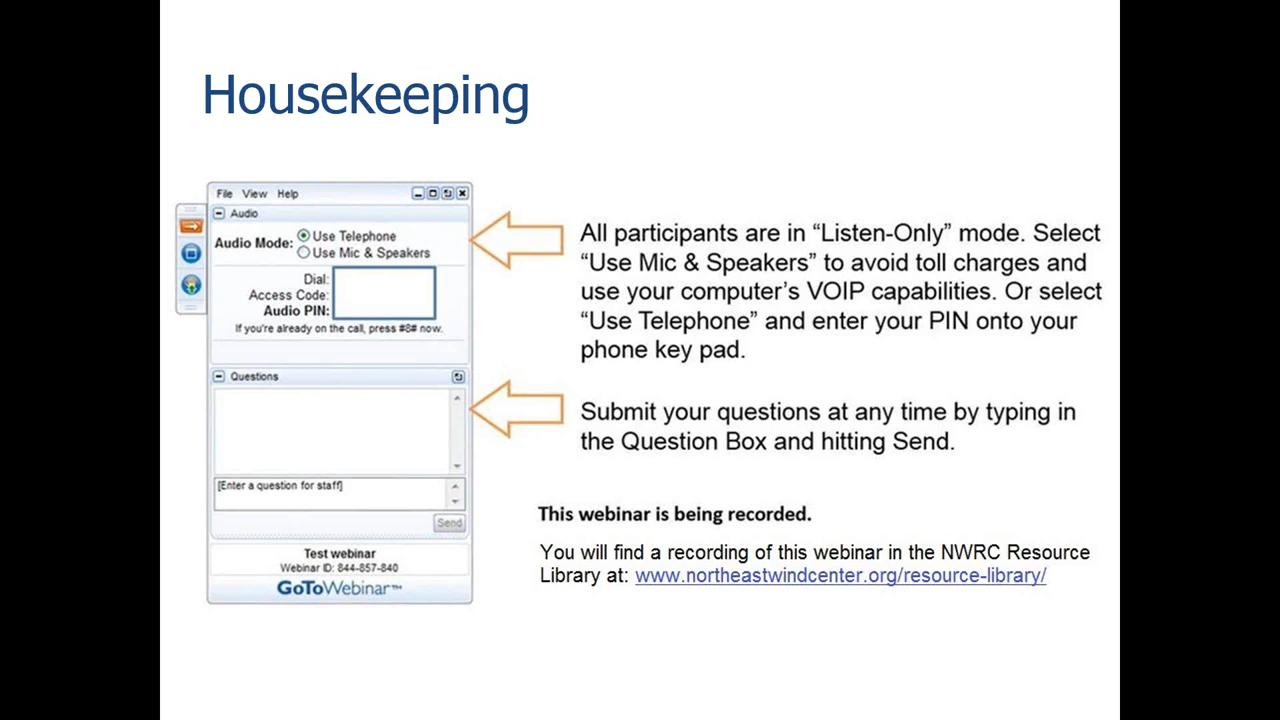 Housekeeping
File View Help
Audio
Audio Mode: Use Telephone
Use Mic & Speakers
Dial:
Access Code:
Audio PIN:
If you're already on the call, press #8# now.
Questions
[Enter a question for staff]
Send
Test webinar
Webinar ID: 844-857-840
GoToWebinar™
All participants are in “Listen-Only” mode. Select
“Use Mic & Speakers” to avoid toll charges and
use your computer’s VOIP capabilities. Or select
“Use Telephone” and enter your PIN onto your
phone key pad.
Submit your questions at any time by typing in
the Question Box and hitting Send.
This webinar is being recorded.
You will find a recording of this webinar in the NWRC Resource
Library at: www.northeastwindcenter.org/resource-library/